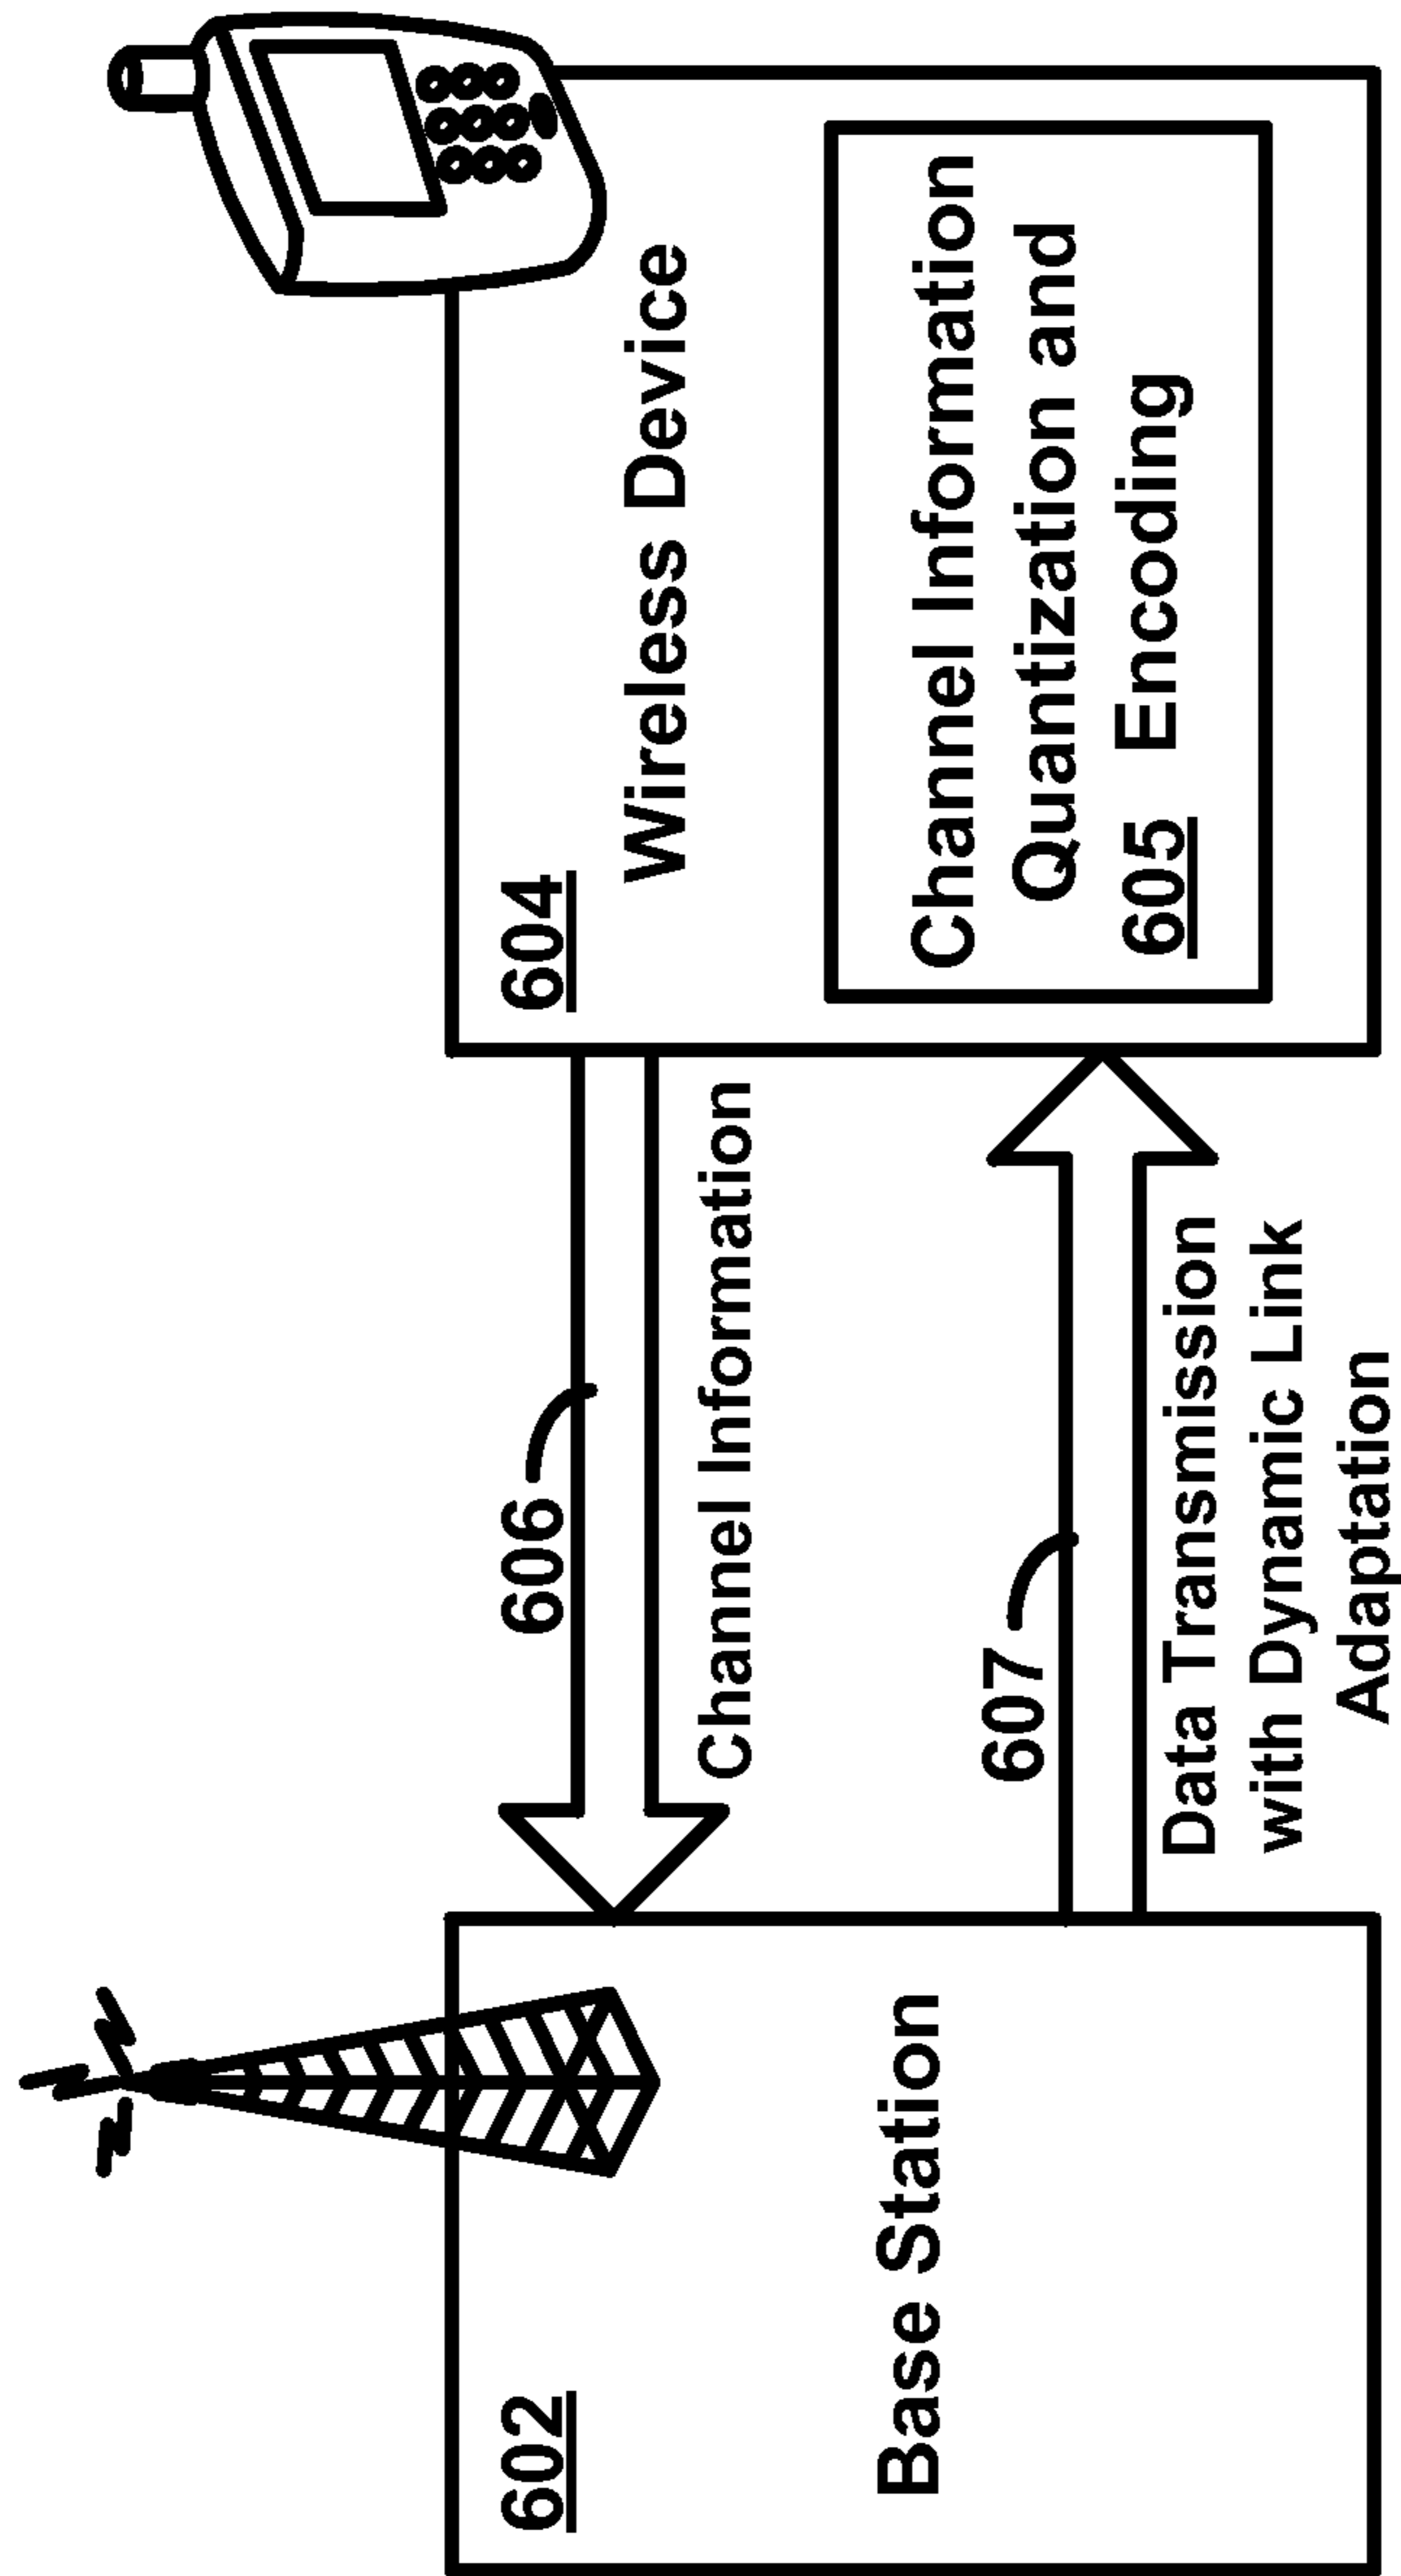 602
Base Station
606
Channel Information
607
Data Transmission
with Dynamic Link
Adaptation
604
Wireless Device
Channel Information
Quantization and
605 Encoding